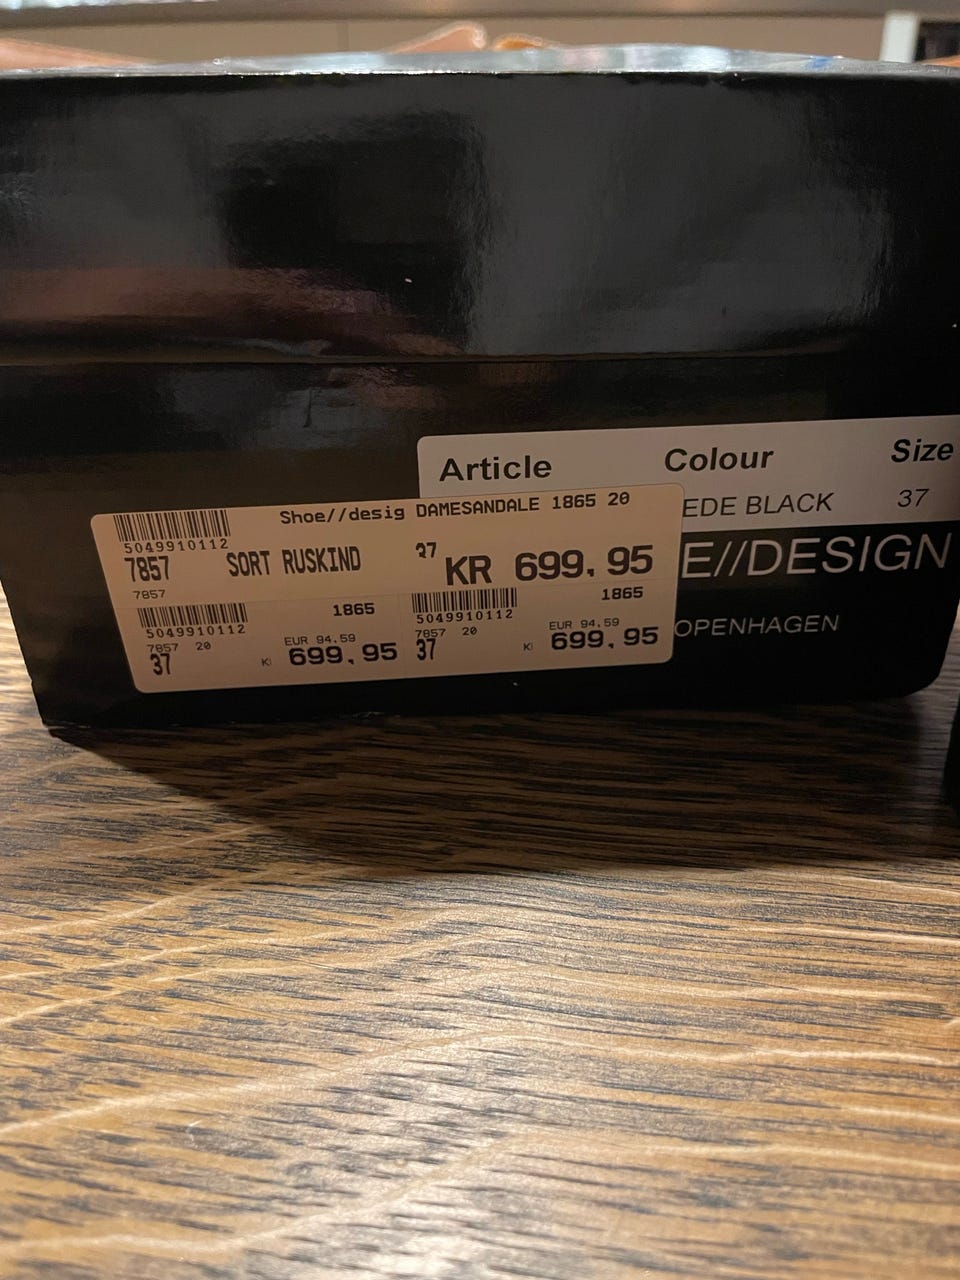 Article Colour Size
EDE BLACK 37
E//DESIGN
OPENHAGEN
Shoe//desig DAMESANDALE 1865 20
5049910112
7857 SORT RUSKIND 37 KR 699,95
7857
1865
5049910112
7857 20 EUR 94,59
37 K 699,95
1865
5049910112
7857 20 EUR 94,59
37 K 699,95